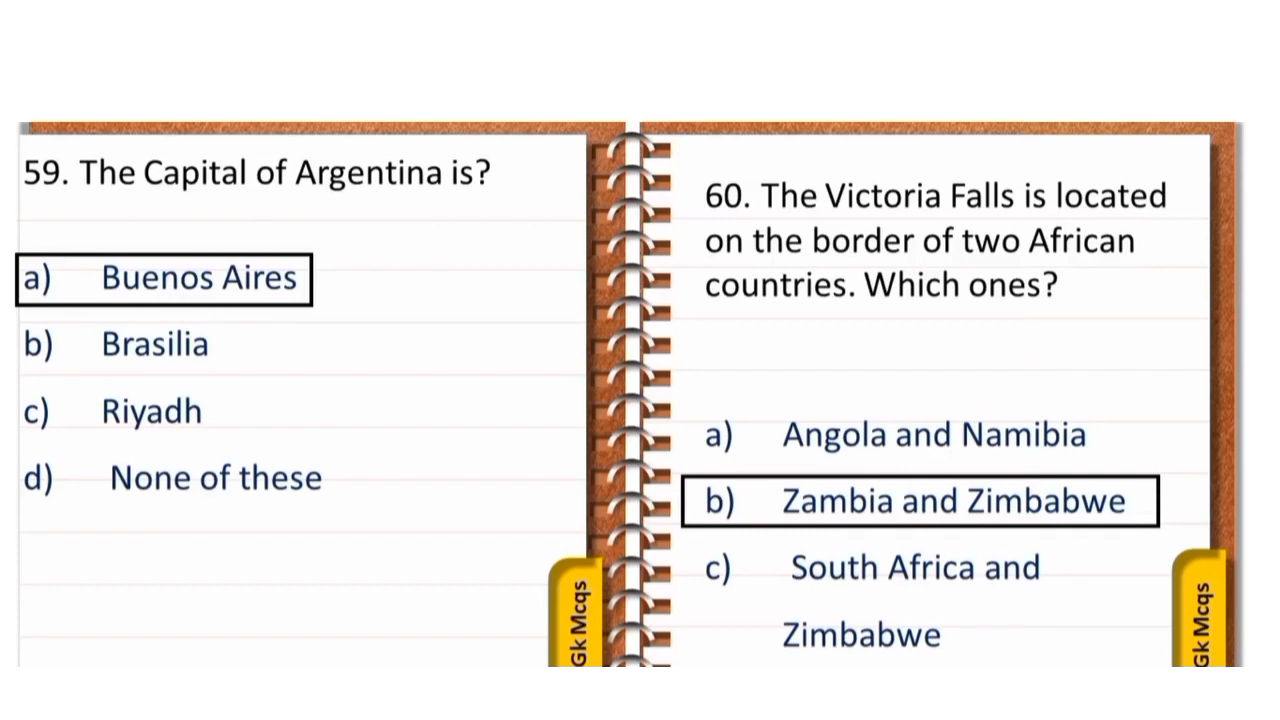 59. The Capital of Argentina is?
a) Buenos Aires
b) Brasilia
c) Riyadh
d) None of these
Gk Mcqs
60. The Victoria Falls is located
on the border of two African
countries. Which ones?
a) Angola and Namibia
b) Zambia and Zimbabwe
c) South Africa and
Zimbabwe
Gk Mcqs